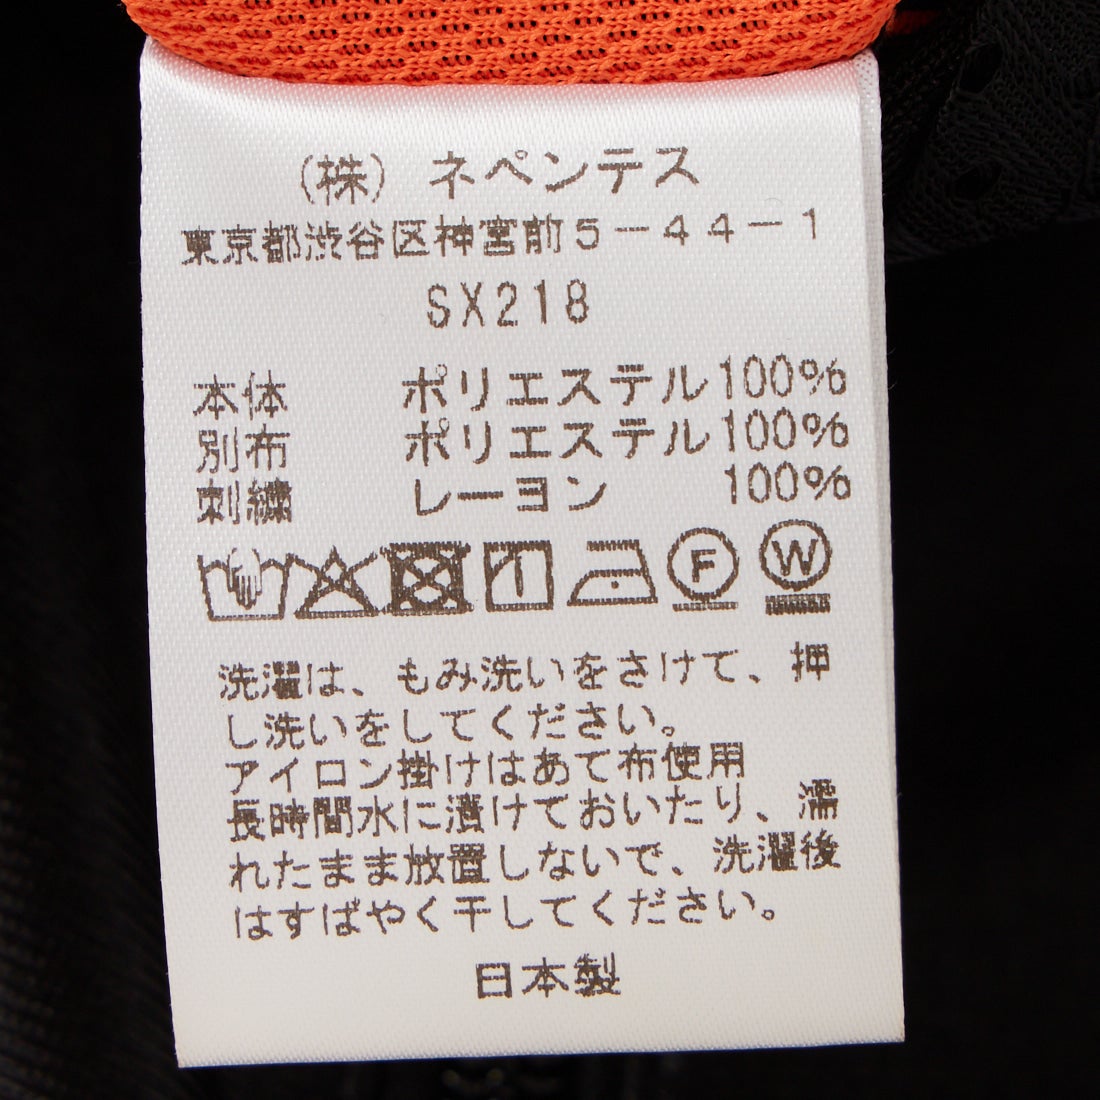 (株) ネペンテス
東京都渋谷区神宮前5-44-1
SX218
本体 ポリエステル100%
別布 ポリエステル100%
刺繍 レーヨン 100%
F W
洗濯は、もみ洗いをさけて、押
し洗いをしてください。
アイロン掛けはあて布使用
長時間水に漬けておいたり、濡
れたまま放置しないで、洗濯後
はすばやく干してください。
日本製